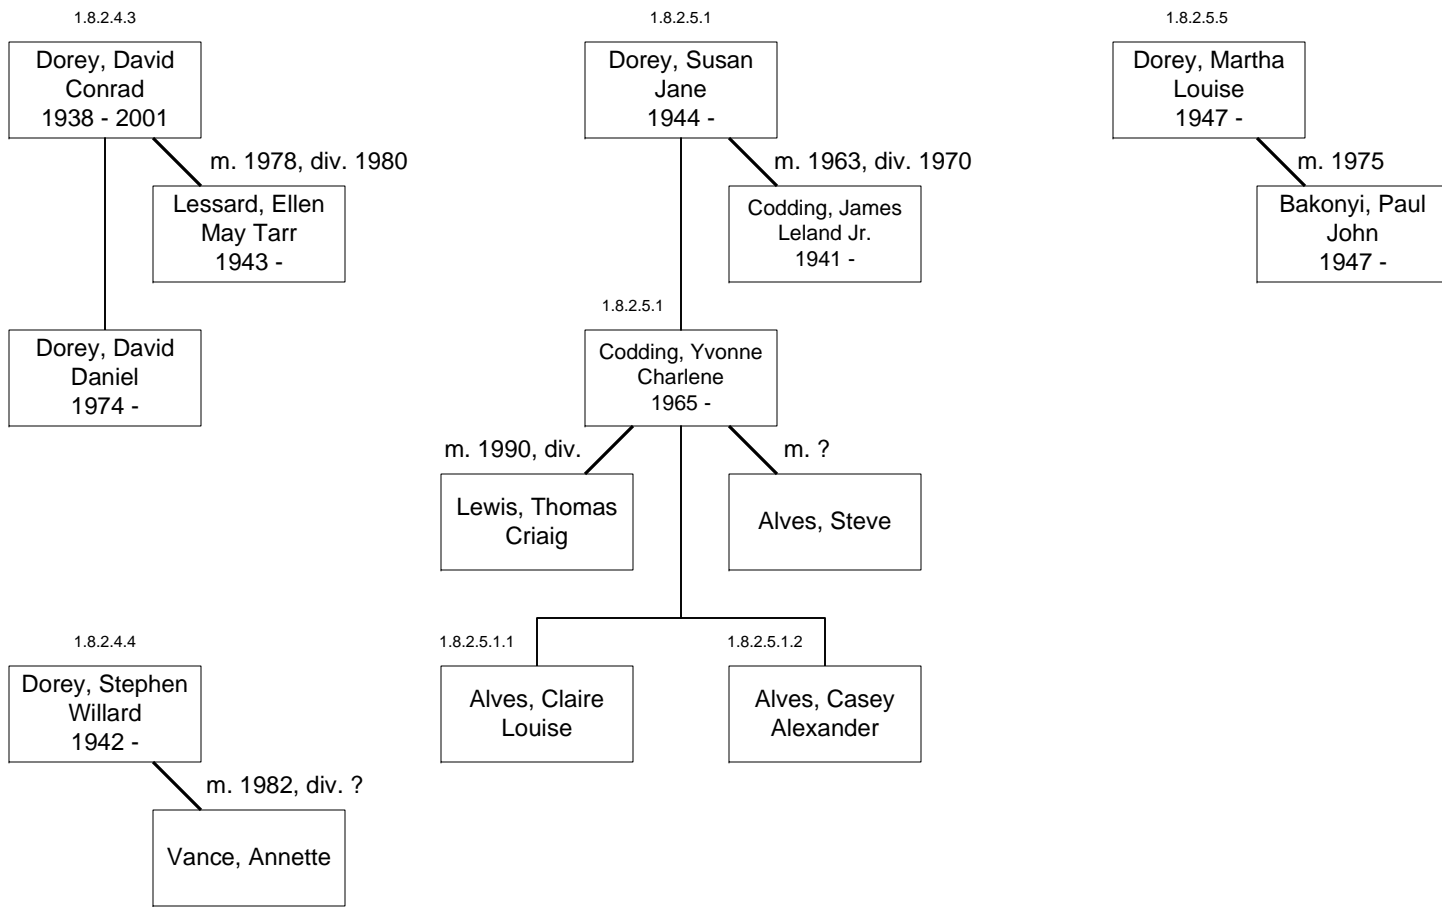 1.8.2.4.3
Dorey, David
Conrad
1938 - 2001
m. 1978, div. 1980
Lessard, Ellen
May Tarr
1943 -
Dorey, David
Daniel
1974 -
1.8.2.4.4
Dorey, Stephen
Willard
1942 -
m. 1982, div. ?
Vance, Annette
1.8.2.5.1
Dorey, Susan
Jane
1944 -
m. 1963, div. 1970
Codding, James
Leland Jr.
1941 -
1.8.2.5.1
Codding, Yvonne
Charlene
1965 -
m. 1990, div.
Lewis, Thomas
Criaig
m. ?
Alves, Steve
1.8.2.5.1.1
Alves, Claire
Louise
1.8.2.5.1.2
Alves, Casey
Alexander
1.8.2.5.5
Dorey, Martha
Louise
1947 -
m. 1975
Bakonyi, Paul
John
1947 -